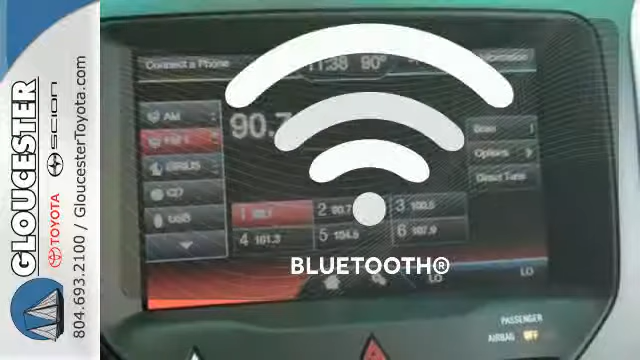 GLOUCESTER
TOYOTA SCION
804.693.2100 / GloucesterToyota.com
Connect a Phone
11:38 90°
AM
FM 1
SIRIUS
CD
USB
90.7
Scan
Options
Direct Tune
1
2 90.7
3 100.5
4 101.3
5 104.5
6 107.9
BLUETOOTH®
LO
LO
PASSENGER
AIRBAG OFF